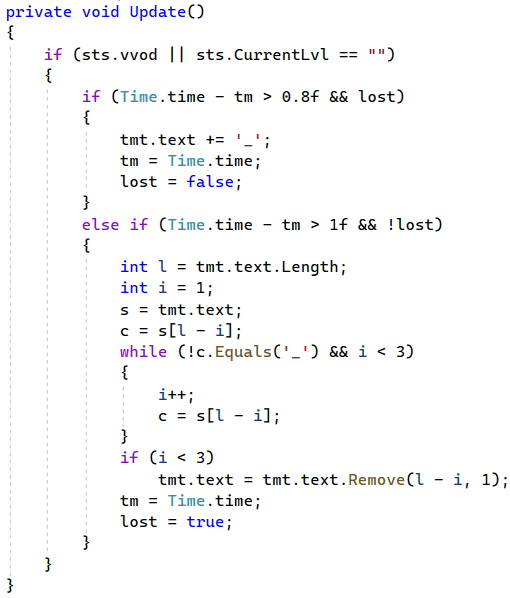 private void Update()
{
    if (sts.vvod || sts.CurrentLvl == "")
    {
        if (Time.time - tm > 0.8f && lost)
        {
            tmt.text += '_';
            tm = Time.time;
            lost = false;
        }
        else if (Time.time - tm > 1f && !lost)
        {
            int l = tmt.text.Length;
            int i = 1;
            s = tmt.text;
            c = s[l - i];
            while (!c.Equals('_') && i < 3)
            {
                i++;
                c = s[l - i];
            }
            if (i < 3)
                tmt.text = tmt.text.Remove(l - i, 1);
            tm = Time.time;
            lost = true;
        }
    }
}